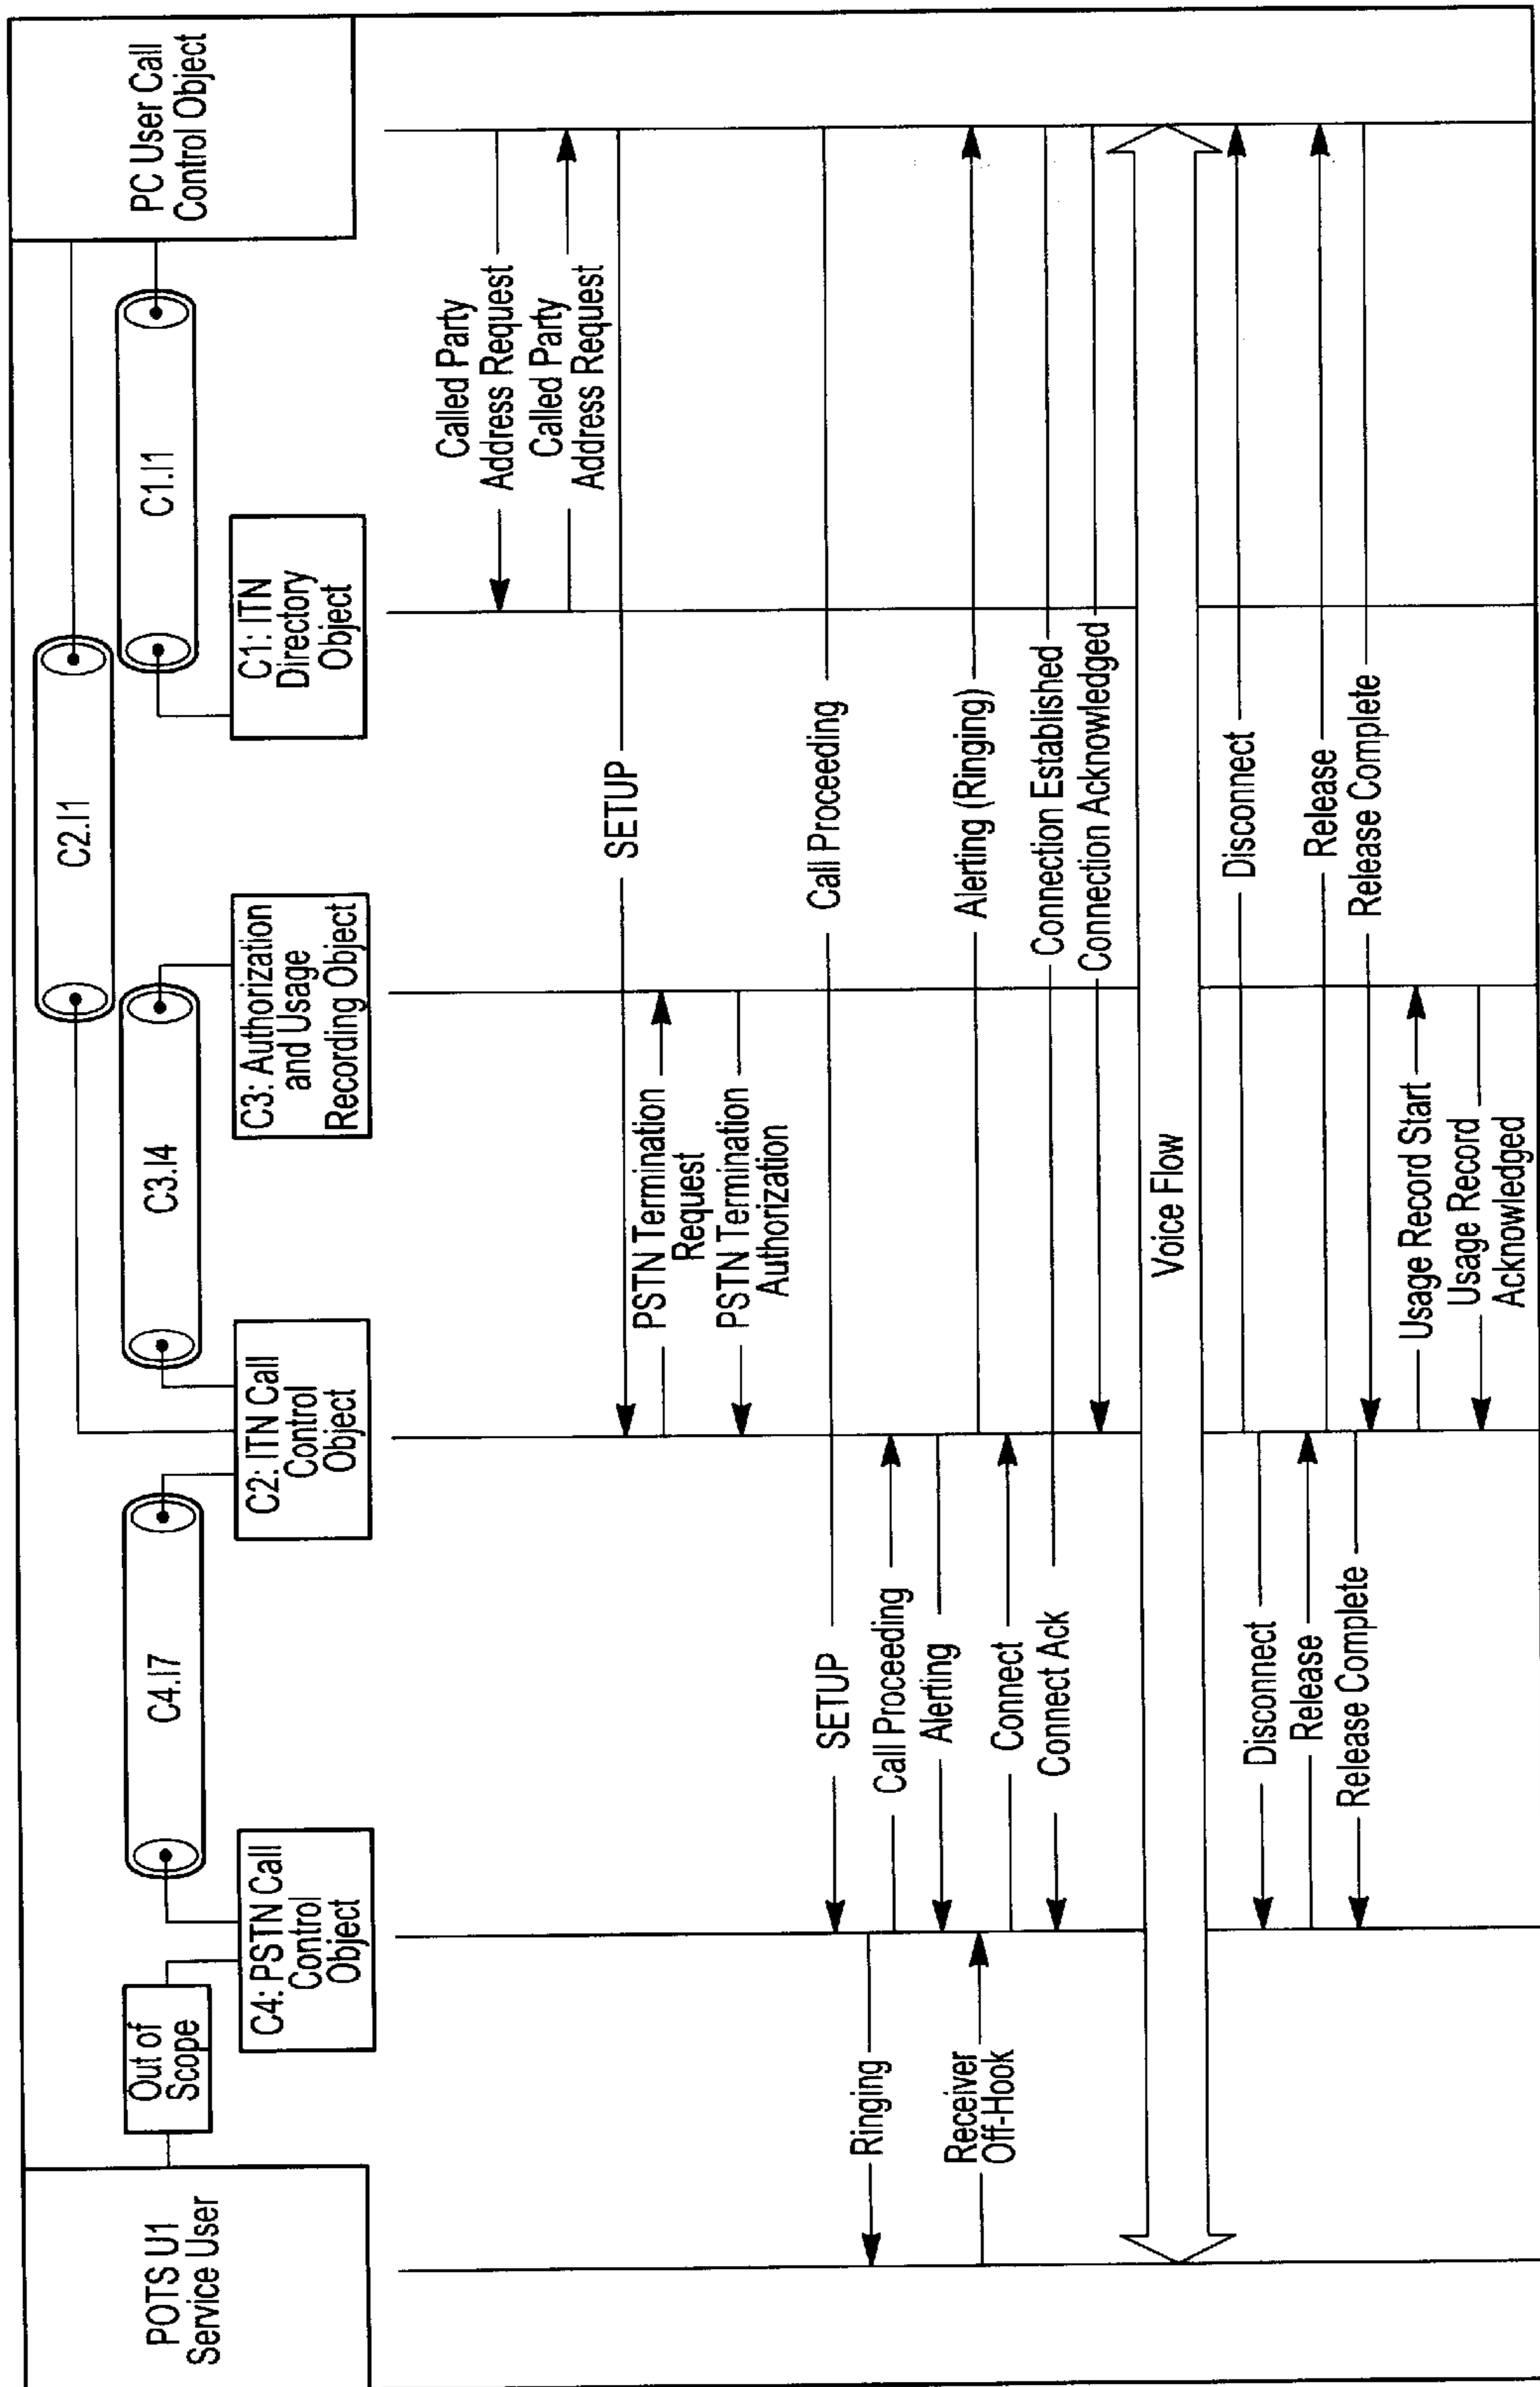 POTS U1
Service User
Out of
Scope
C4: PSTN Call
Control
Object
C4.I7
C2: ITN Call
Control
Object
C3.I4
C3: Authorization
and Usage
Recording Object
C2.I1
C1: ITN
Directory
Object
C1.I1
PC User Call
Control Object
Called Party
Address Request
Called Party
Address Request
SETUP
PSTN Termination
Request
PSTN Termination
Authorization
SETUP
Call Proceeding
Ringing
Call Proceeding
Alerting
Alerting (Ringing)
Receiver
Off-Hook
Connect
Connection Established
Connect Ack
Connection Acknowledged
Voice Flow
Disconnect
Disconnect
Release
Release
Release Complete
Release Complete
Usage Record Start
Usage Record
Acknowledged